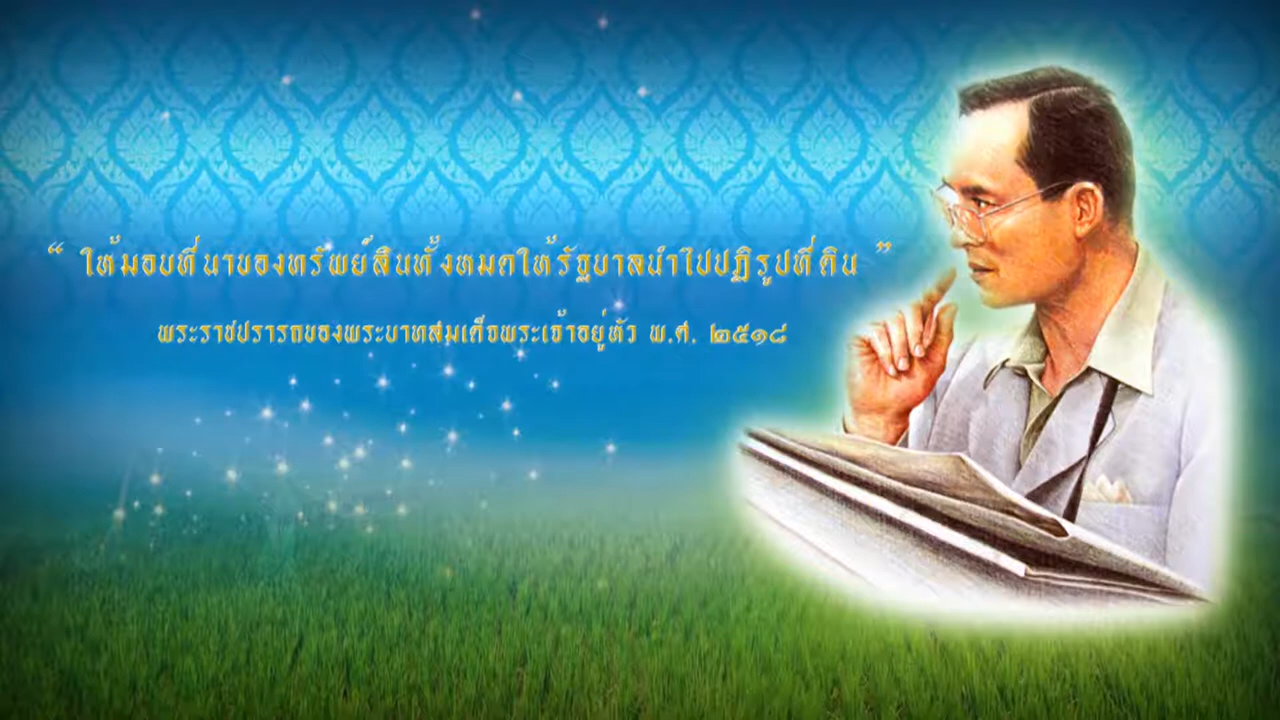 “ ให้มอบที่นาของทรัพย์สินทั้งหมดให้รัฐบาลนำไปปฏิรูปที่ดิน ”
พระราชปรารถของพระบาทสมเด็จพระเจ้าอยู่หัว พ.ศ. ๒๕๑๘